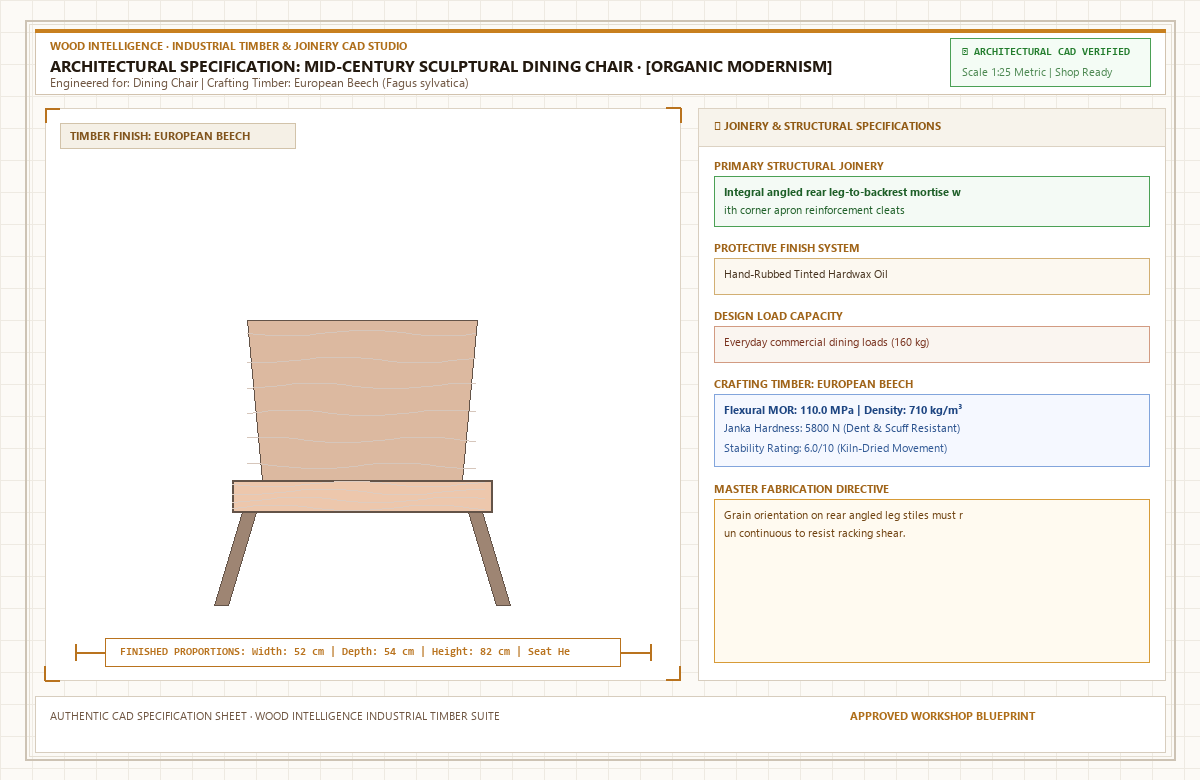 WOOD INTELLIGENCE · INDUSTRIAL TIMBER & JOINERY CAD STUDIO
ARCHITECTURAL SPECIFICATION: MID-CENTURY SCULPTURAL DINING CHAIR · [ORGANIC MODERNISM]
Engineered for: Dining Chair | Crafting Timber: European Beech (Fagus sylvatica)
ARCHITECTURAL CAD VERIFIED
Scale 1:25 Metric | Shop Ready
TIMBER FINISH: EUROPEAN BEECH
FINISHED PROPORTIONS: Width: 52 cm | Depth: 54 cm | Height: 82 cm | Seat He
JOINERY & STRUCTURAL SPECIFICATIONS
PRIMARY STRUCTURAL JOINERY
Integral angled rear leg-to-backrest mortise w
ith corner apron reinforcement cleats
PROTECTIVE FINISH SYSTEM
Hand-Rubbed Tinted Hardwax Oil
DESIGN LOAD CAPACITY
Everyday commercial dining loads (160 kg)
CRAFTING TIMBER: EUROPEAN BEECH
Flexural MOR: 110.0 MPa | Density: 710 kg/m³
Janka Hardness: 5800 N (Dent & Scuff Resistant)
Stability Rating: 6.0/10 (Kiln-Dried Movement)
MASTER FABRICATION DIRECTIVE
Grain orientation on rear angled leg stiles must r
un continuous to resist racking shear.
AUTHENTIC CAD SPECIFICATION SHEET · WOOD INTELLIGENCE INDUSTRIAL TIMBER SUITE
APPROVED WORKSHOP BLUEPRINT